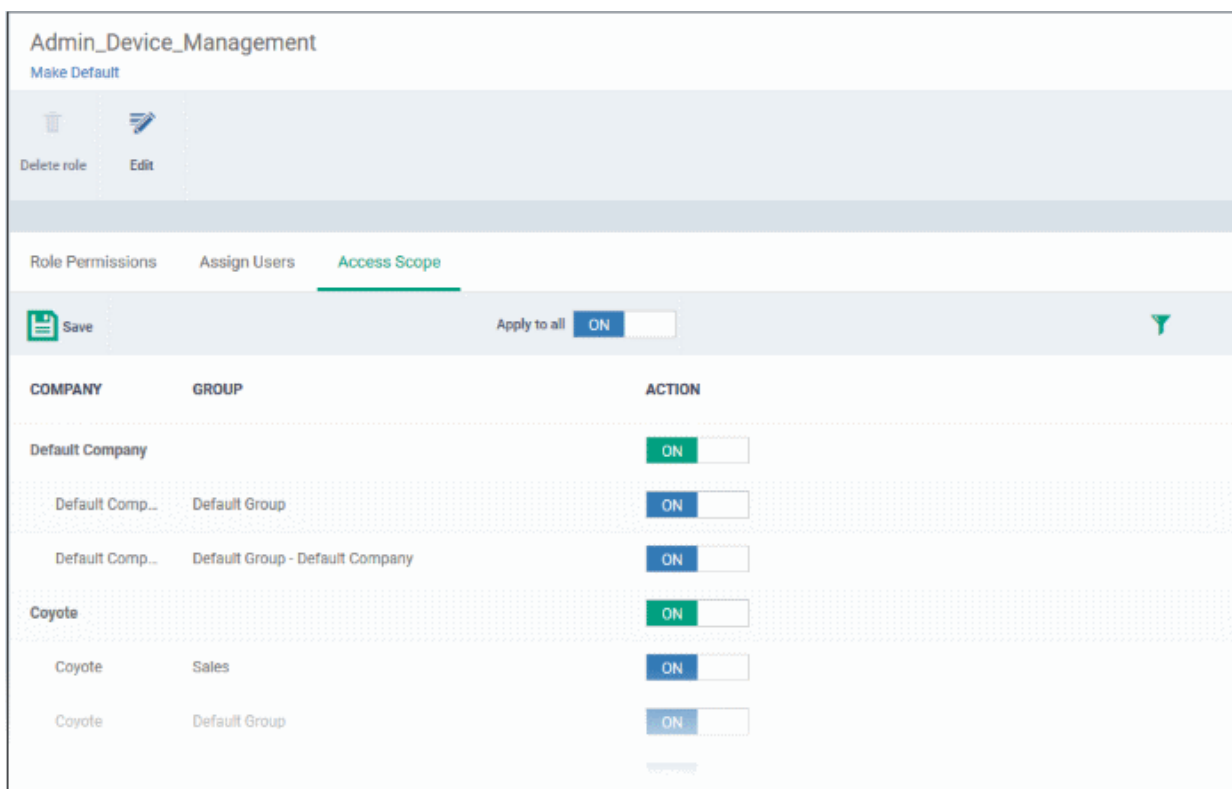 Admin_Device_Management
Make Default
Delete role Edit
Role Permissions Assign Users Access Scope
Save Apply to all ON
COMPANY GROUP ACTION
Default Company ON
Default Comp... Default Group ON
Default Comp... Default Group - Default Company ON
Coyote ON
Coyote Sales ON
Coyote Default Group ON